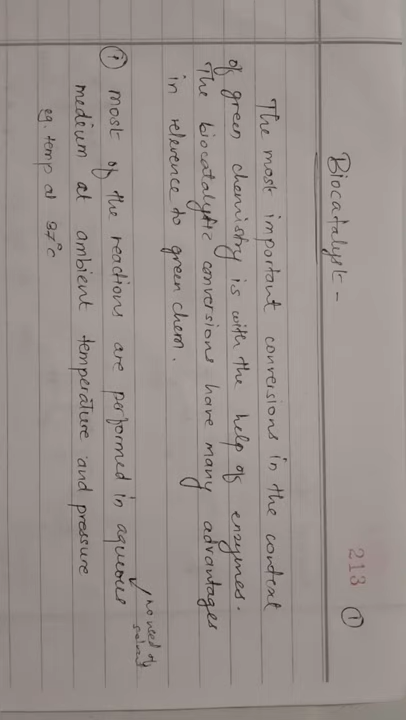 213 ①
Biocatalyst -
The most important conversions in the context
of green chemistry is with the help of enzymes.
The biocatalytic conversions have many advantages
in reference to green chem.
① most of the reactions are performed in aqueous
no need of
solvent
medium at ambient temperature and pressure
eg. temp at 37°C